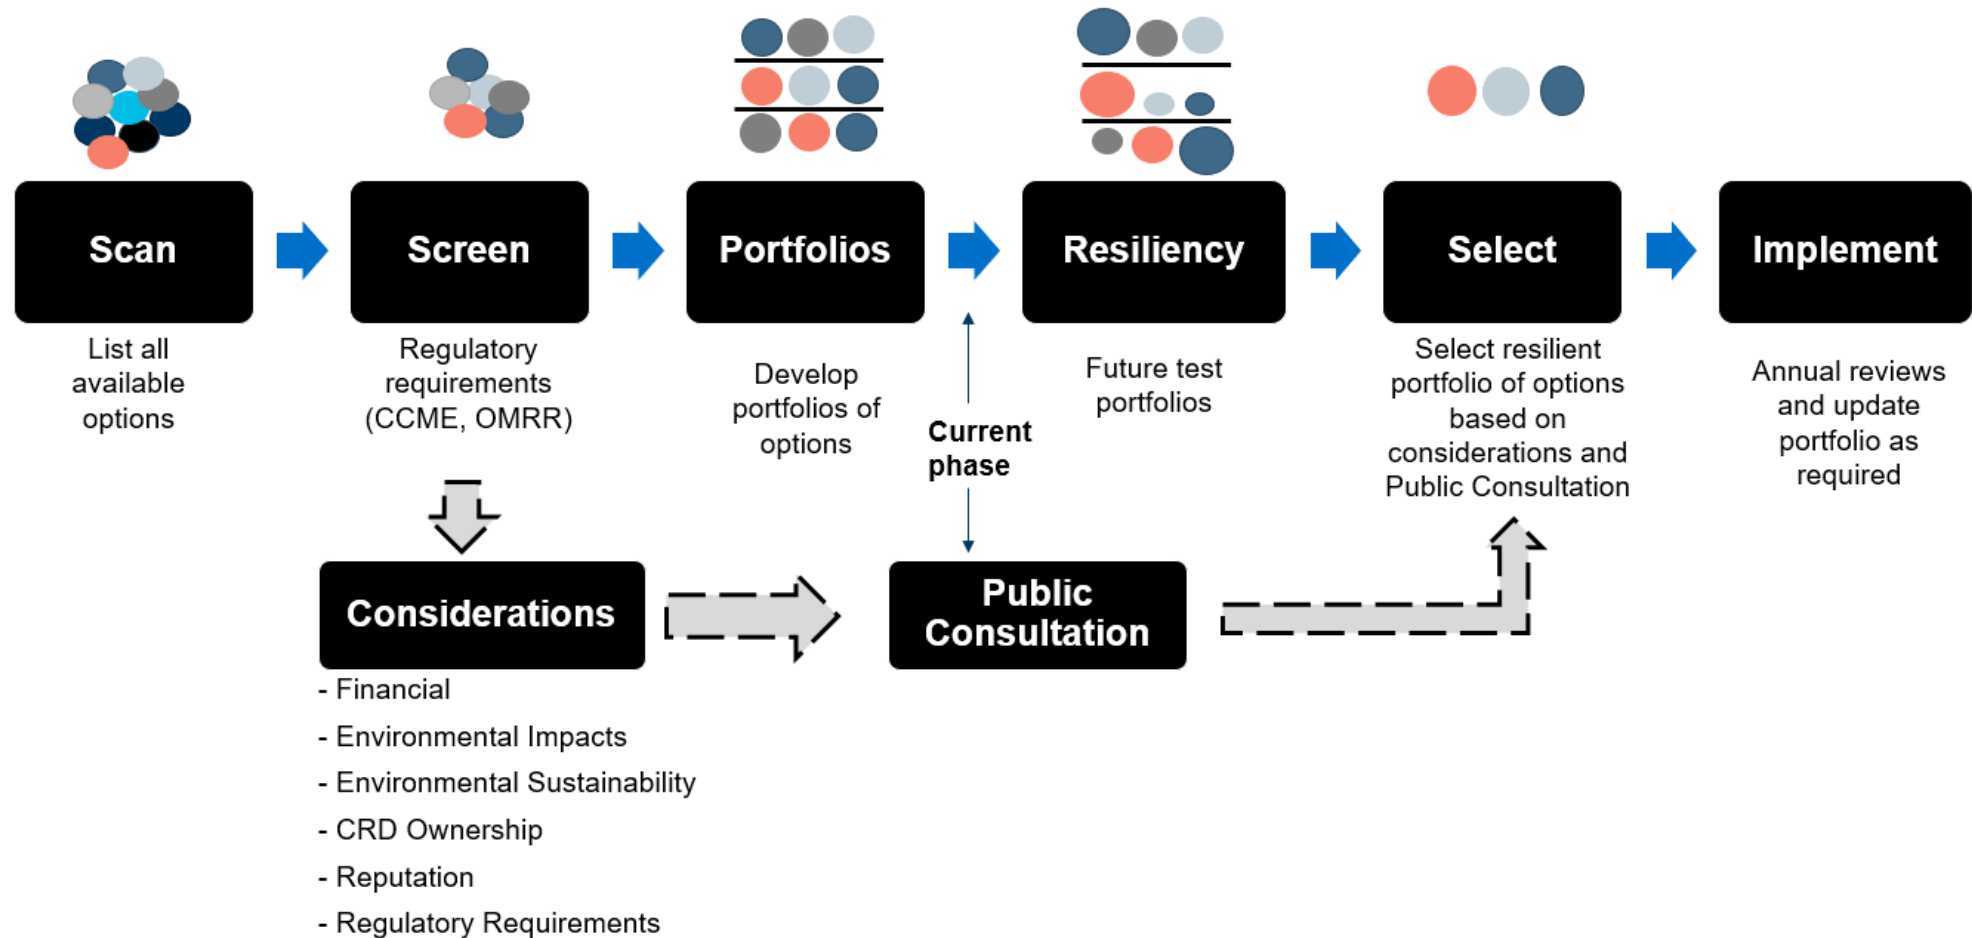 Scan
Screen
Portfolios
Resiliency
Select
Implement
List all
available
options
Regulatory
requirements
(CCME, OMRR)
Develop
portfolios of
options
Current
phase
Future test
portfolios
Select resilient
portfolio of options
based on
considerations and
Public Consultation
Annual reviews
and update
portfolio as
required
Considerations
Public
Consultation
- Financial
- Environmental Impacts
- Environmental Sustainability
- CRD Ownership
- Reputation
- Regulatory Requirements